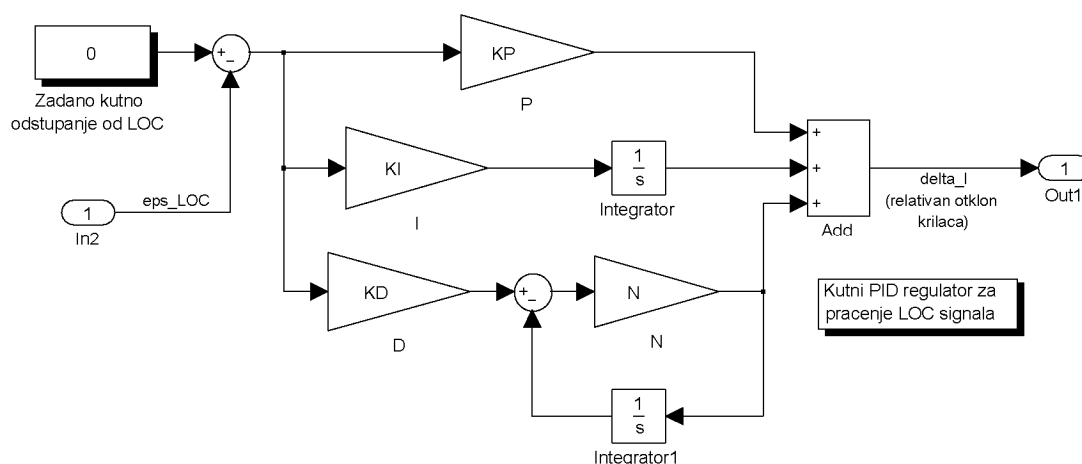 0
Zadano kutno
odstupanje od LOC
+
−
1
In2
eps_LOC
KP
P
KI
I
1
s
Integrator
KD
D
+
−
N
N
1
s
Integrator1
+
+
+
Add
delta_l
(relativan otklon
krilaca)
1
Out1
Kutni PID regulator za
pracenje LOC signala